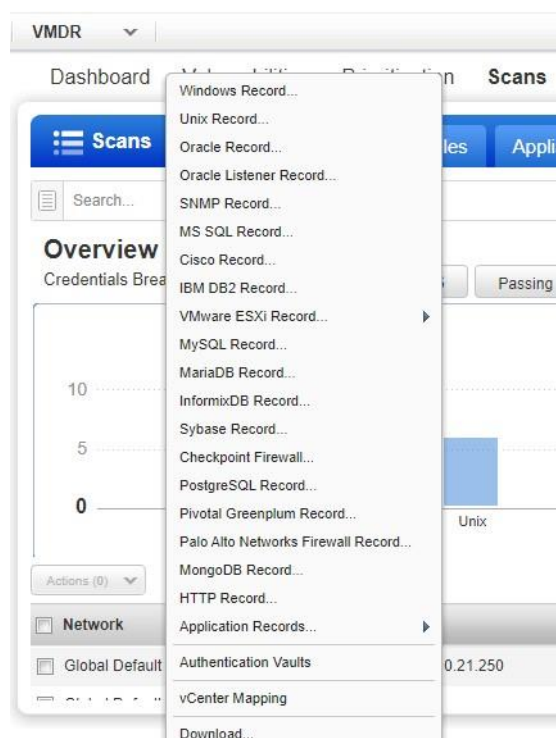 VMDR
Dashboard
Scans
Scans
Appli
Search...
Overview
Credentials Brea
Passing
10
5
0
Unix
Actions (0)
Network
Global Default
0.21.250
Windows Record...
Unix Record...
Oracle Record...
Oracle Listener Record...
SNMP Record...
MS SQL Record...
Cisco Record...
IBM DB2 Record...
VMware ESXi Record...
MySQL Record...
MariaDB Record...
InformixDB Record...
Sybase Record...
Checkpoint Firewall...
PostgreSQL Record...
Pivotal Greenplum Record...
Palo Alto Networks Firewall Record...
MongoDB Record...
HTTP Record...
Application Records...
Authentication Vaults
vCenter Mapping
Download...